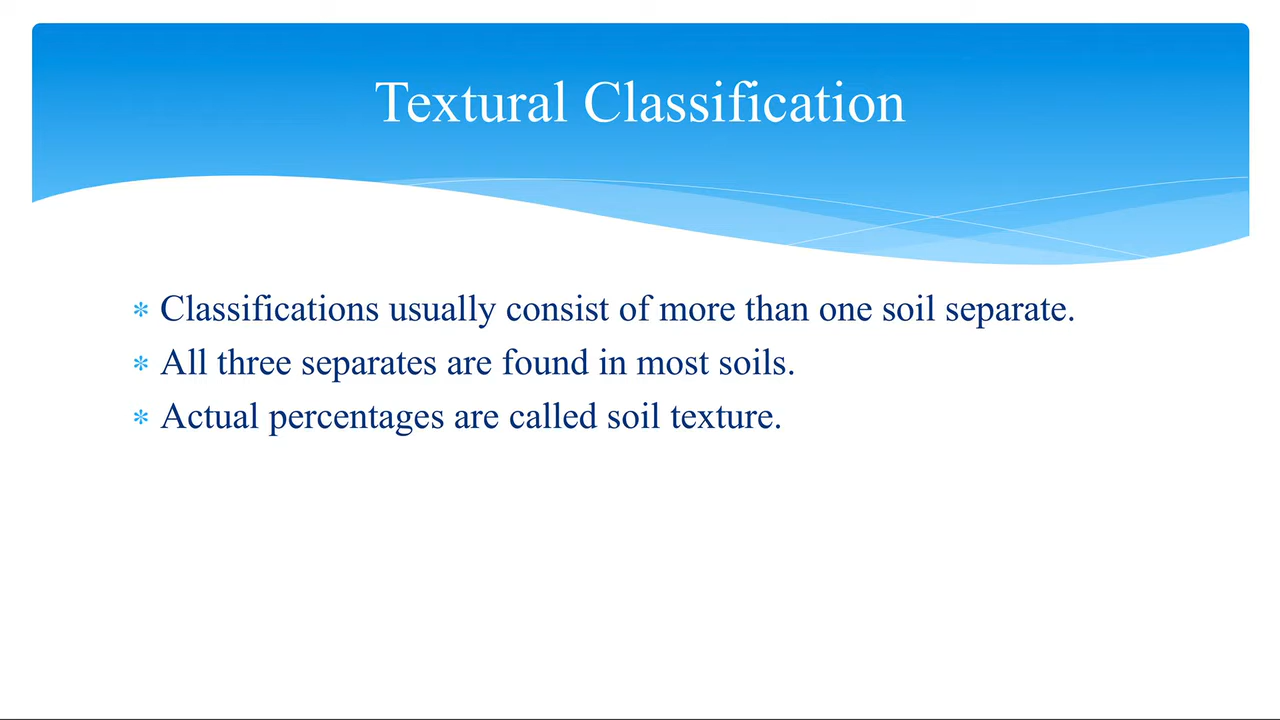 Textural Classification
* Classifications usually consist of more than one soil separate.
* All three separates are found in most soils.
* Actual percentages are called soil texture.